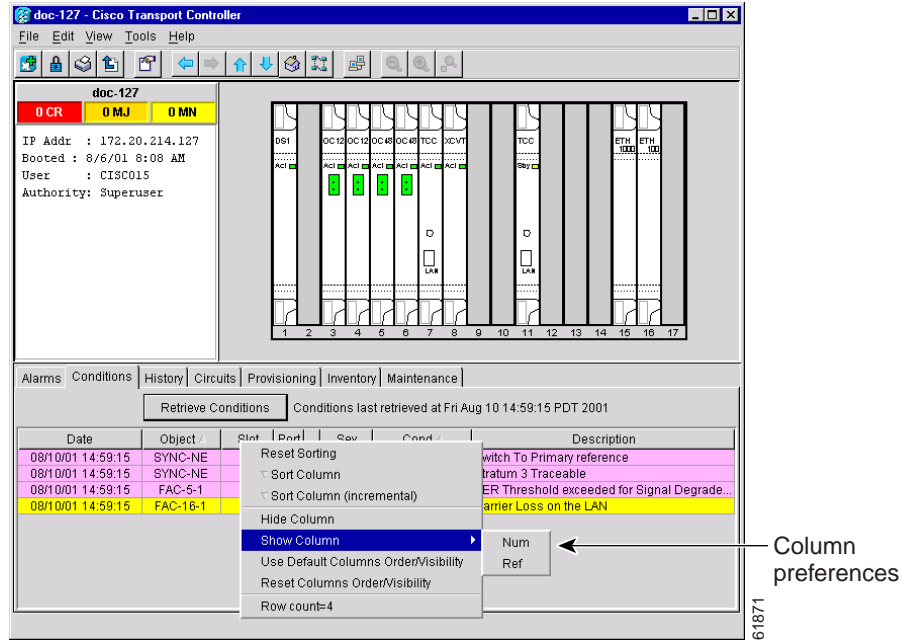 doc-127 - Cisco Transport Controller
File Edit View Tools Help
doc-127
0 CR 0 MJ 0 MN
IP Addr : 172.20.214.127
Booted : 8/6/01 8:08 AM
User : CISCO15
Authority: Superuser
DS1 OC12 OC12 OC48 OC48 TCC XCVT TCC ETH 1000 ETH 100
Act Act Act Act Act Act Act Sby
LAN LAN
1 2 3 4 5 6 7 8 9 10 11 12 13 14 15 16 17
Alarms Conditions History Circuits Provisioning Inventory Maintenance
Retrieve Conditions Conditions last retrieved at Fri Aug 10 14:59:15 PDT 2001
Date Object Slot Port Sev Cond Description
08/10/01 14:59:15 SYNC-NE witch To Primary reference
08/10/01 14:59:15 SYNC-NE tratum 3 Traceable
08/10/01 14:59:15 FAC-5-1 ER Threshold exceeded for Signal Degrade...
08/10/01 14:59:15 FAC-16-1 arrier Loss on the LAN
Reset Sorting
Sort Column
Sort Column (incremental)
Hide Column
Show Column
Use Default Columns Order/Visibility
Reset Columns Order/Visibility
Row count=4
Num
Ref
Column
preferences
61871